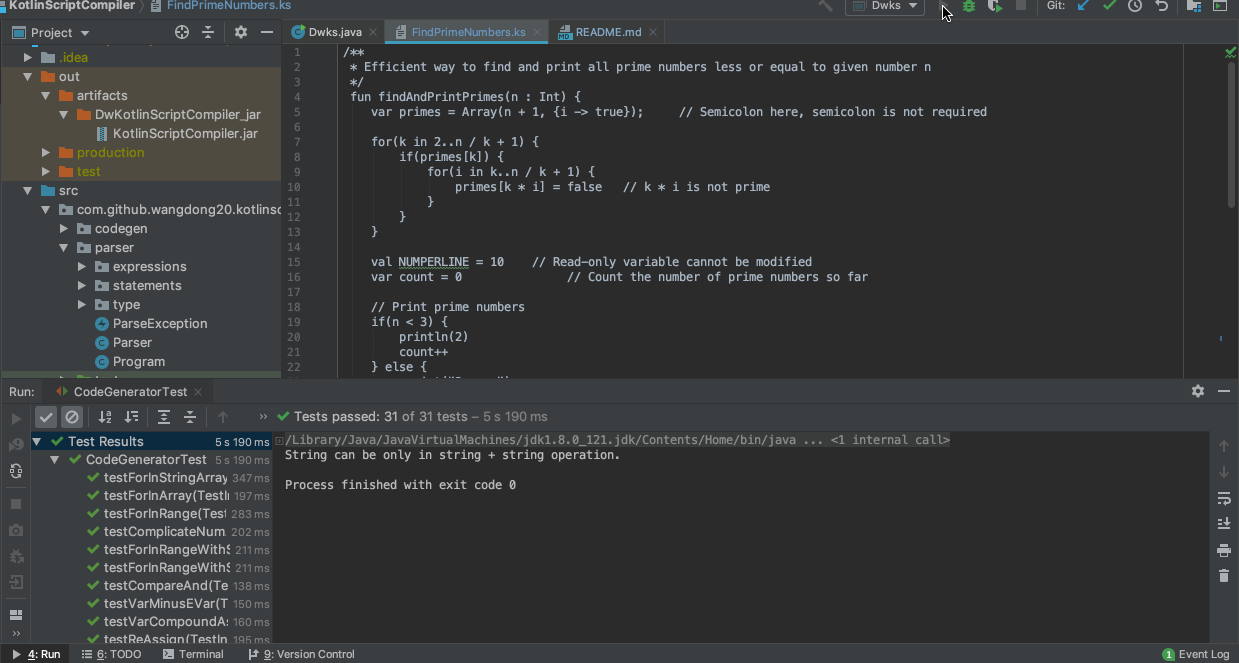 KotlinScriptCompiler FindPrimeNumbers.ks Dwks Git:
Project
Dwks.java FindPrimeNumbers.ks README.md
.idea
out
artifacts
DwKotlinScriptCompiler_jar
KotlinScriptCompiler.jar
production
test
src
com.github.wangdong20.kotlinsc
codegen
parser
expressions
statements
type
ParseException
Parser
Program
1 /**
2 * Efficient way to find and print all prime numbers less or equal to given number n
3 */
4 fun findAndPrintPrimes(n : Int) {
5 var primes = Array(n + 1, {i -> true}); // Semicolon here, semicolon is not required
6
7 for(k in 2..n / k + 1) {
8 if(primes[k]) {
9 for(i in k..n / k + 1) {
10 primes[k * i] = false // k * i is not prime
11 }
12 }
13 }
14
15 val NUMPERLINE = 10 // Read-only variable cannot be modified
16 var count = 0 // Count the number of prime numbers so far
17
18 // Print prime numbers
19 if(n < 3) {
20 println(2)
21 count++
22 } else {
Run: CodeGeneratorTest
Tests passed: 31 of 31 tests – 5 s 190 ms
Test Results 5 s 190 ms
CodeGeneratorTest 5 s 190 ms
testForInStringArray 347 ms
testForInArray(TestIn 197 ms
testForInRange(Test 283 ms
testComplicateNum 202 ms
testForInRangeWithS 211 ms
testForInRangeWithS 211 ms
testCompareAnd(Te 138 ms
testVarMinusEVar(T 150 ms
testVarCompoundAs 160 ms
testReAssign(TestIn 195 ms
/Library/Java/JavaVirtualMachines/jdk1.8.0_121.jdk/Contents/Home/bin/java ... <1 internal call>
String can be only in string + string operation.
Process finished with exit code 0
4: Run 6: TODO Terminal 9: Version Control 1 Event Log